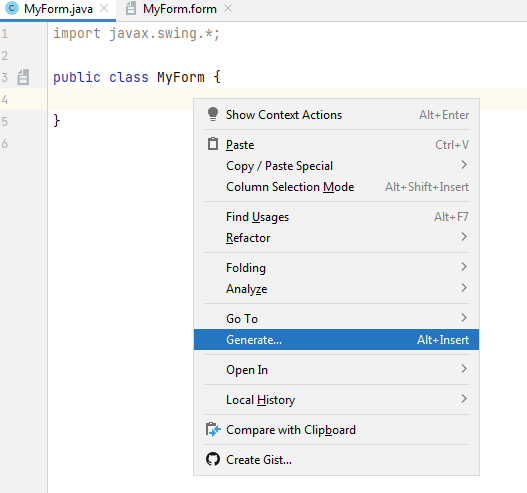 MyForm.java
MyForm.form
1 import javax.swing.*;
2
3 public class MyForm {
4
5 }
6
Show Context Actions Alt+Enter
Paste Ctrl+V
Copy / Paste Special
Column Selection Mode Alt+Shift+Insert
Find Usages Alt+F7
Refactor
Folding
Analyze
Go To
Generate... Alt+Insert
Open In
Local History
Compare with Clipboard
Create Gist...